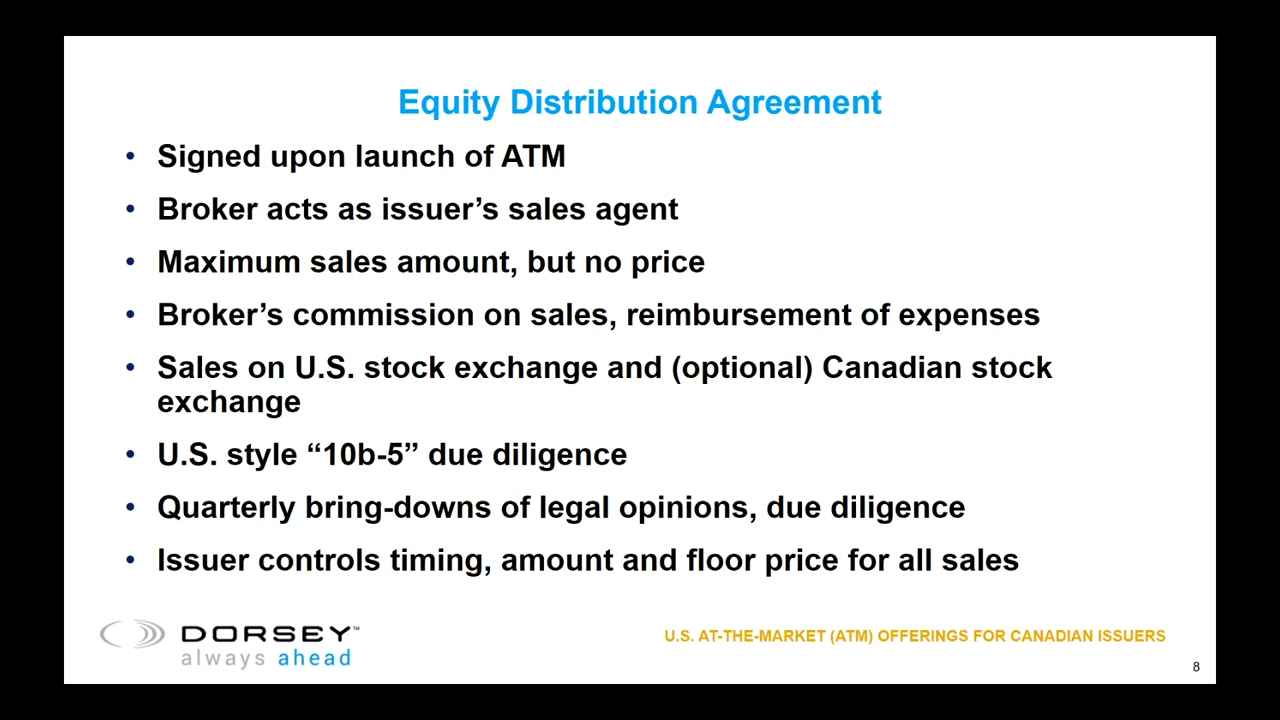 Equity Distribution Agreement
• Signed upon launch of ATM
• Broker acts as issuer’s sales agent
• Maximum sales amount, but no price
• Broker’s commission on sales, reimbursement of expenses
• Sales on U.S. stock exchange and (optional) Canadian stock
exchange
• U.S. style “10b-5” due diligence
• Quarterly bring-downs of legal opinions, due diligence
• Issuer controls timing, amount and floor price for all sales
DORSEY™
always ahead
U.S. AT-THE-MARKET (ATM) OFFERINGS FOR CANADIAN ISSUERS
8